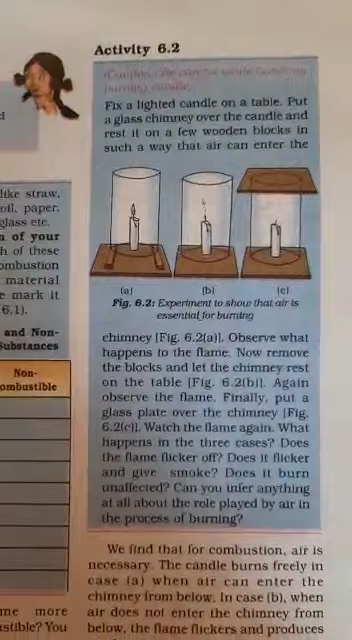 Activity 6.2
(Caution: Be careful while handling
burning candle.)
Fix a lighted candle on a table. Put
a glass chimney over the candle and
rest it on a few wooden blocks in
such a way that air can enter the
(a) (b) (c)
Fig. 6.2: Experiment to show that air is
essential for burning
chimney [Fig. 6.2(a)]. Observe what
happens to the flame. Now remove
the blocks and let the chimney rest
on the table [Fig. 6.2(b)]. Again
observe the flame. Finally, put a
glass plate over the chimney [Fig.
6.2(c)]. Watch the flame again. What
happens in the three cases? Does
the flame flicker off? Does it flicker
and give smoke? Does it burn
unaffected? Can you infer anything
at all about the role played by air in
the process of burning?
We find that for combustion, air is
necessary. The candle burns freely in
case (a) when air can enter the
chimney from below. In case (b), when
air does not enter the chimney from
below, the flame flickers and produces
like straw,
oil, paper,
glass etc.
of your
of these
ombustion
material
e mark it
6.1).
and Non-
Substances
Non-
ombustible
me more
ustible? You